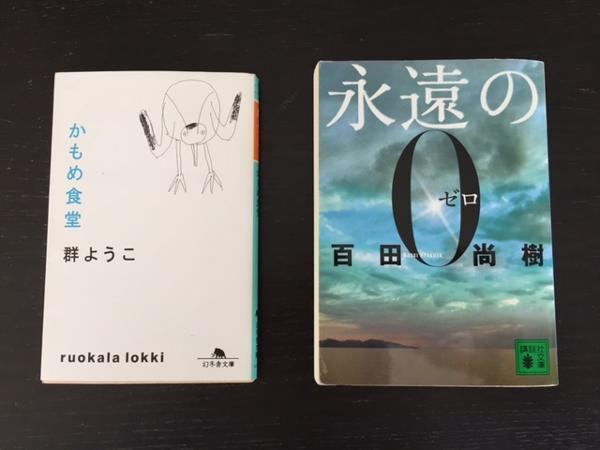 かもめ食堂
群ようこ
ruokala lokki
幻冬舎文庫
永遠の
0
ゼロ
百田尚樹
講談社
文庫